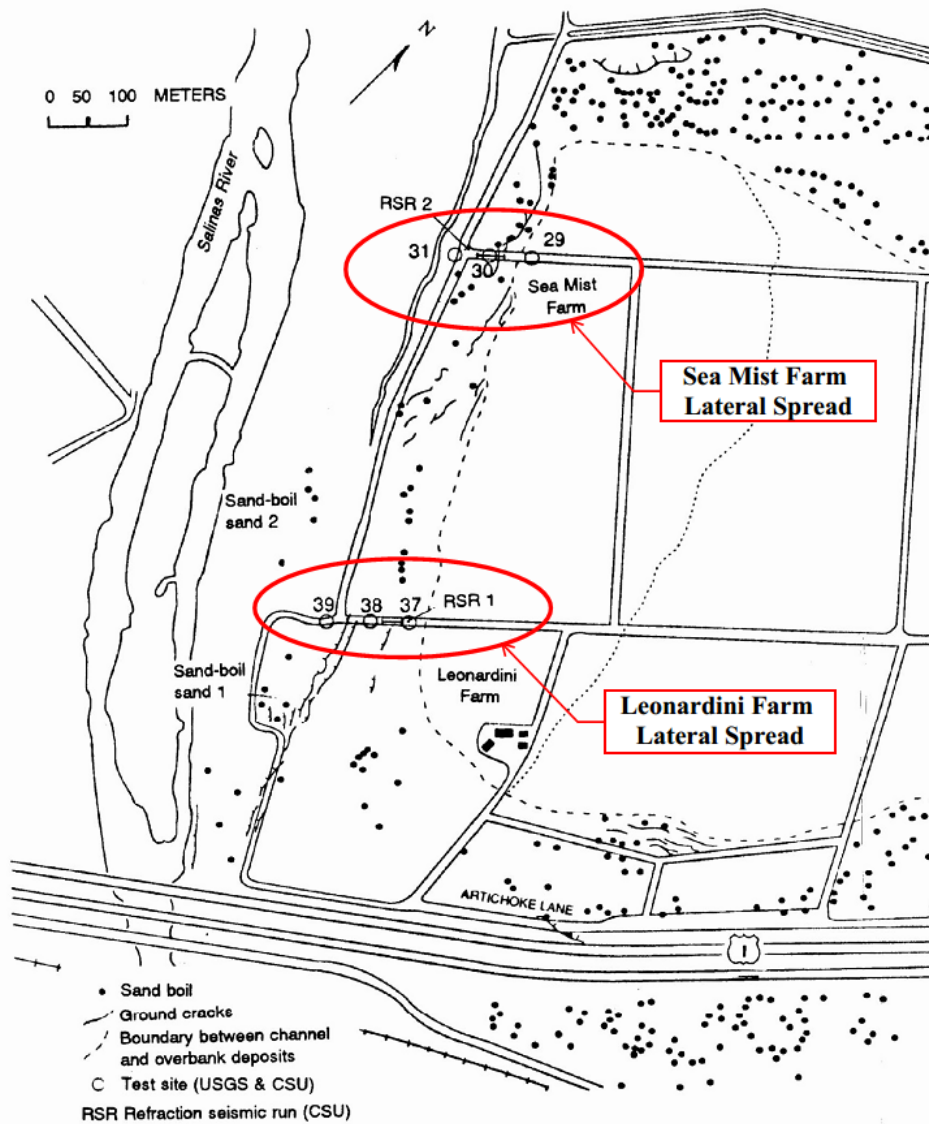 N
0 50 100 METERS
Salinas River
RSR 2
31
30
29
Sea Mist
Farm
Sea Mist Farm
Lateral Spread
Sand-boil
sand 2
39
38
37
RSR 1
Sand-boil
sand 1
Leonardini
Farm
Leonardini Farm
Lateral Spread
ARTICHOKE LANE
1
Sand boil
Ground cracks
Boundary between channel
and overbank deposits
Test site (USGS & CSU)
RSR Refraction seismic run (CSU)